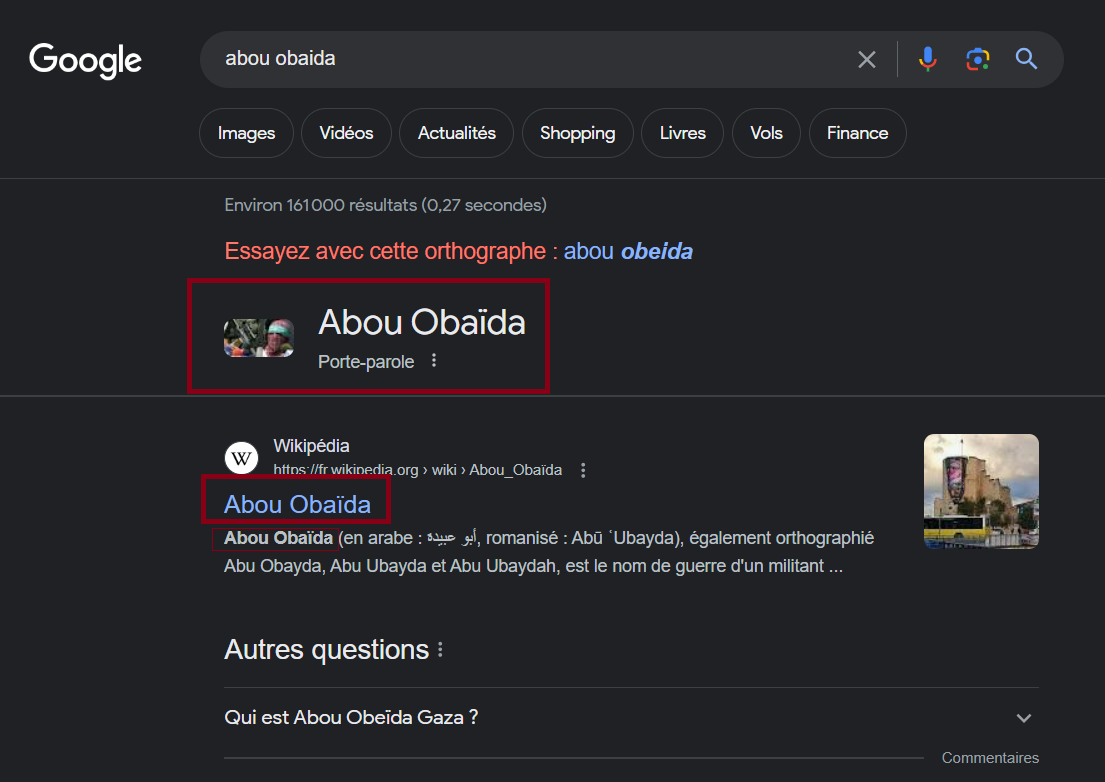 Google
abou obaida
Images Vidéos Actualités Shopping Livres Vols Finance
Environ 161 000 résultats (0,27 secondes)
Essayez avec cette orthographe : abou obeida
Abou Obaïda
Porte-parole
W Wikipédia
https://fr.wikipedia.org › wiki › Abou_Obaïda
Abou Obaïda
Abou Obaïda (en arabe : أبو عبيدة, romanisé : Abū ʿUbayda), également orthographié
Abu Obayda, Abu Ubayda et Abu Ubaydah, est le nom de guerre d'un militant ...
Autres questions
Qui est Abou Obeïda Gaza ?
Commentaires